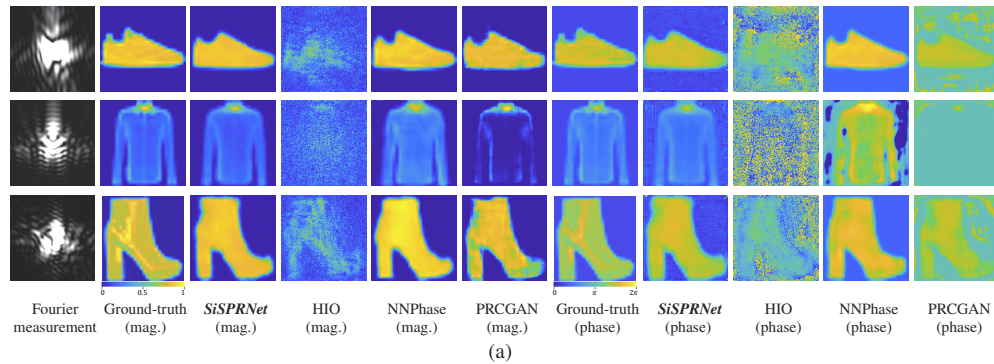 0 0.5 1 0 π 2π
Fourier measurement
Ground-truth (mag.)
SiSPRNet (mag.)
HIO (mag.)
NNPhase (mag.)
PRCGAN (mag.)
Ground-truth (phase)
SiSPRNet (phase)
HIO (phase)
NNPhase (phase)
PRCGAN (phase)
(a)